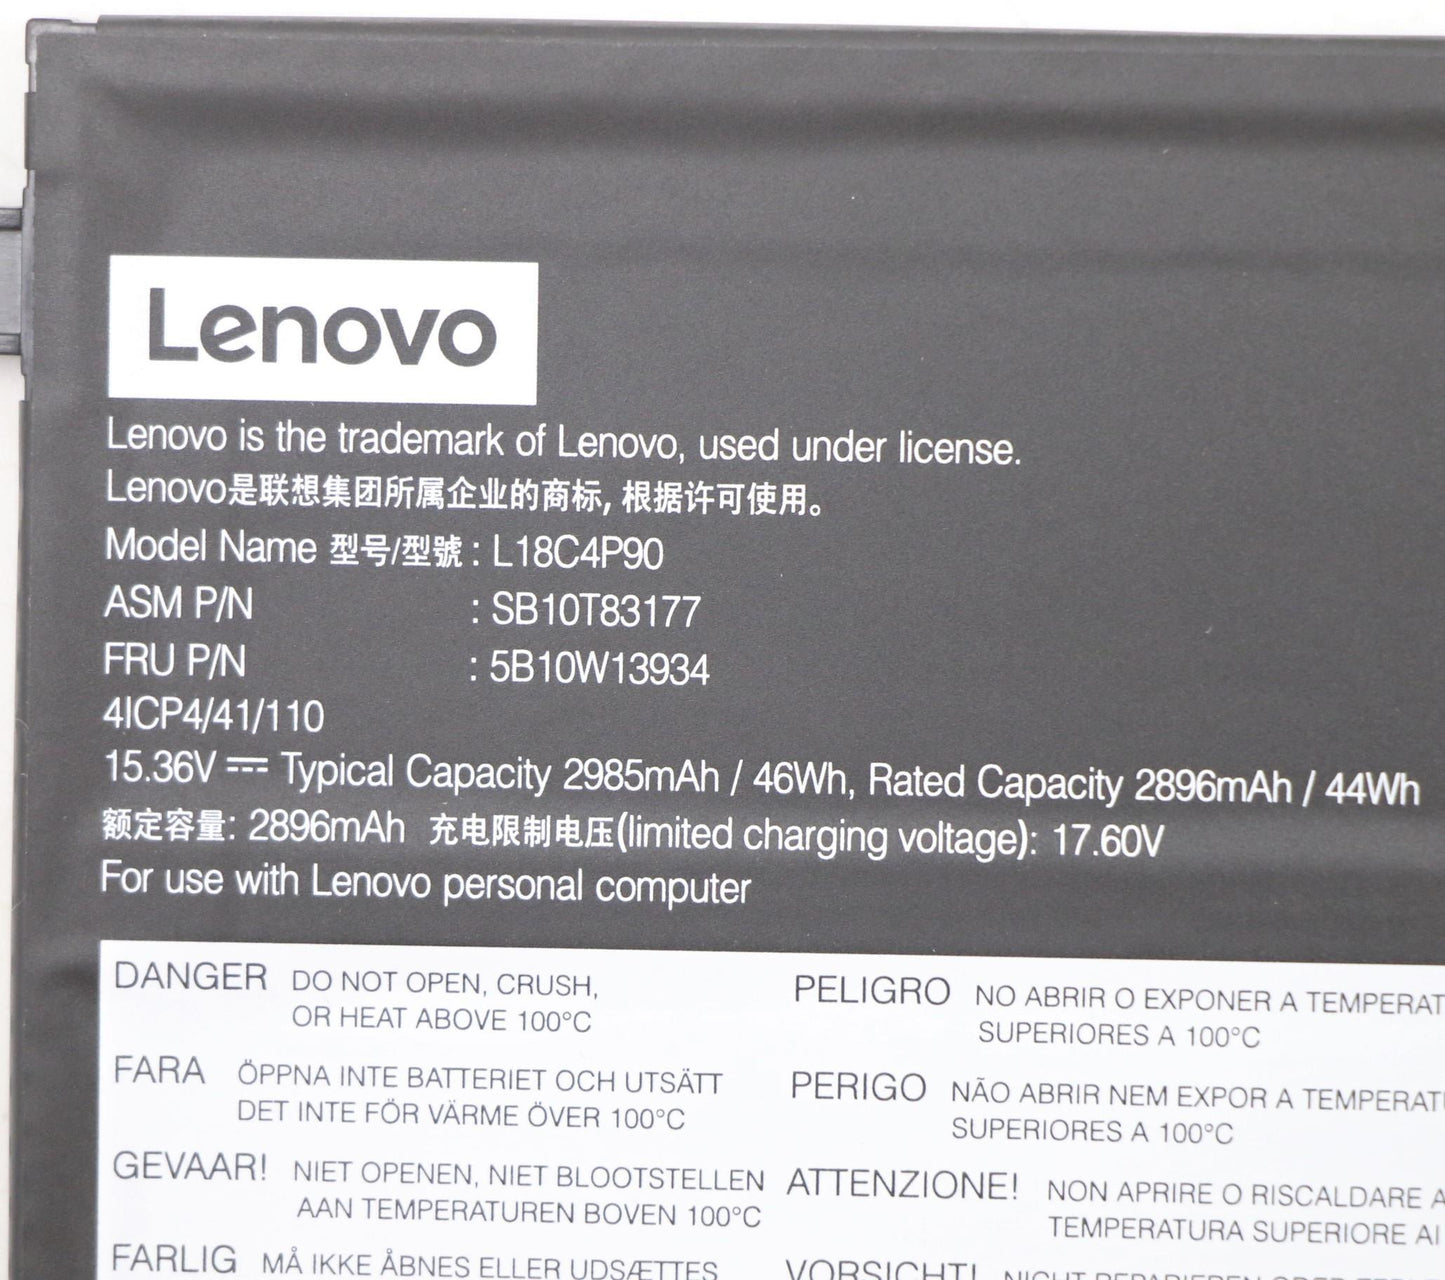 Lenovo
Lenovo is the trademark of Lenovo, used under license.
Lenovo是联想集团所属企业的商标, 根据许可使用。
Model Name 型号/型號 : L18C4P90
ASM P/N : SB10T83177
FRU P/N : 5B10W13934
4ICP4/41/110
15.36V ⎓ Typical Capacity 2985mAh / 46Wh, Rated Capacity 2896mAh / 44Wh
额定容量: 2896mAh 充电限制电压(limited charging voltage): 17.60V
For use with Lenovo personal computer
DANGER DO NOT OPEN, CRUSH,
OR HEAT ABOVE 100°C
FARA ÖPPNA INTE BATTERIET OCH UTSÄTT
DET INTE FÖR VÄRME ÖVER 100°C
GEVAAR! NIET OPENEN, NIET BLOOTSTELLEN
AAN TEMPERATUREN BOVEN 100°C
FARLIG MÅ IKKE ÅBNES ELLER UDSÆTTES
PELIGRO NO ABRIR O EXPONER A TEMPERAT
SUPERIORES A 100°C
PERIGO NÃO ABRIR NEM EXPOR A TEMPERAT
SUPERIORES A 100°C
ATTENZIONE! NON APRIRE O RISCALDARE A
TEMPERATURA SUPERIORE AI
VORSICHT! NICHT REPARIEREN